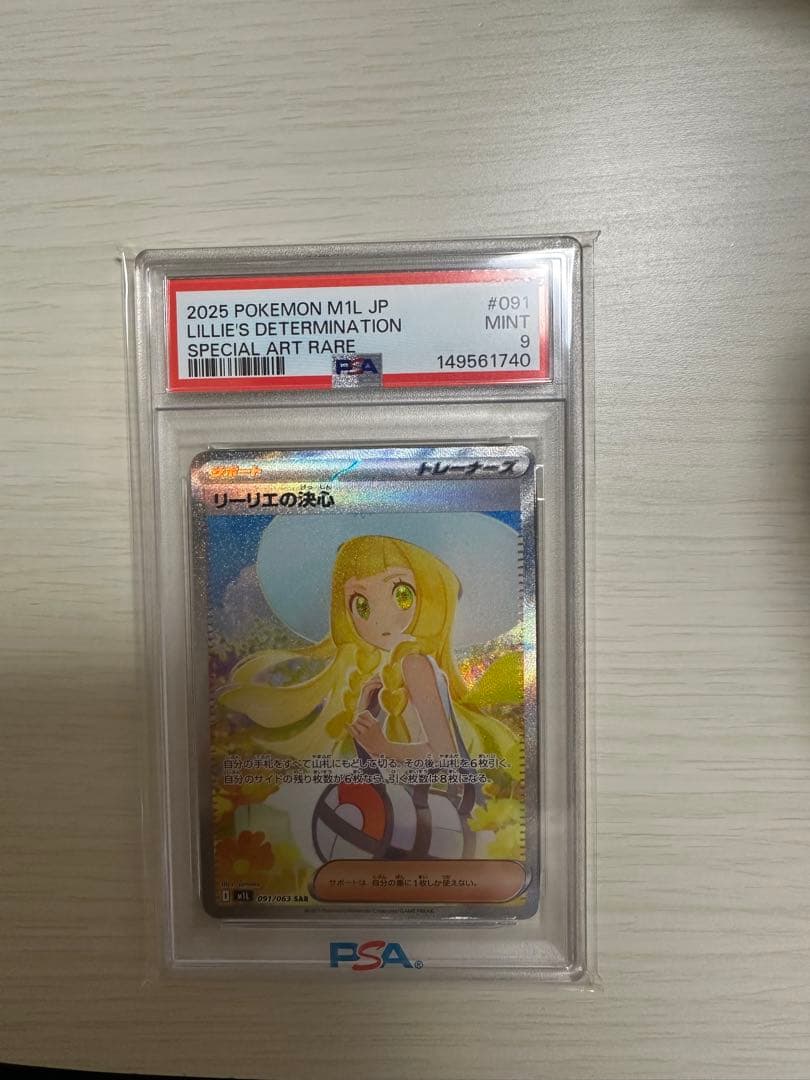 2025 POKEMON M1L JP #091
LILLIE'S DETERMINATION MINT
SPECIAL ART RARE 9
PSA 149561740
サポート トレーナーズ
けっしん
リーリエの決心
自分の手札をすべて山札にもどして切る。その後、山札を6枚引く。
自分のサイドの残り枚数が6枚なら、引く枚数は8枚になる。
サポートは、自分の番に1枚しか使えない。
I M1L 091/063 SAR
PSA®